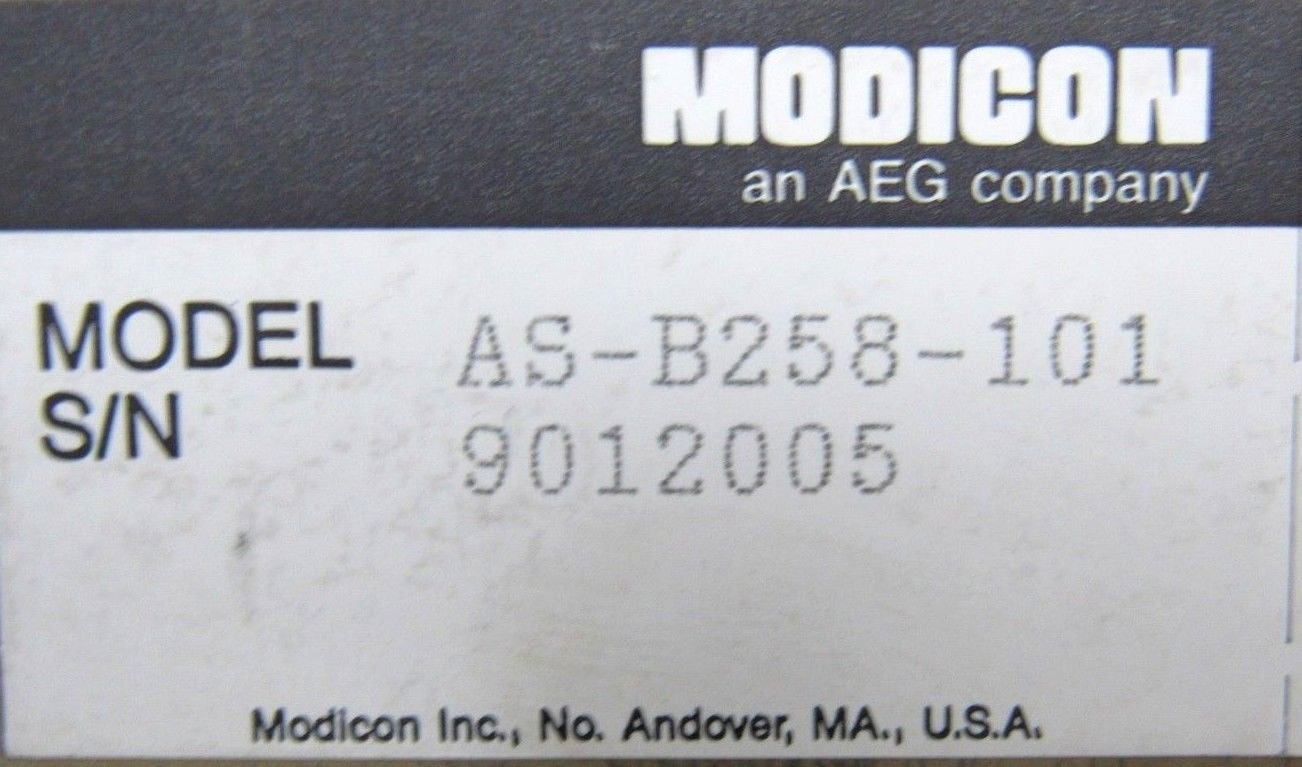 MODICON
an AEG company
MODEL AS-B258-101
S/N 9012005
Modicon Inc., No. Andover, MA., U.S.A.